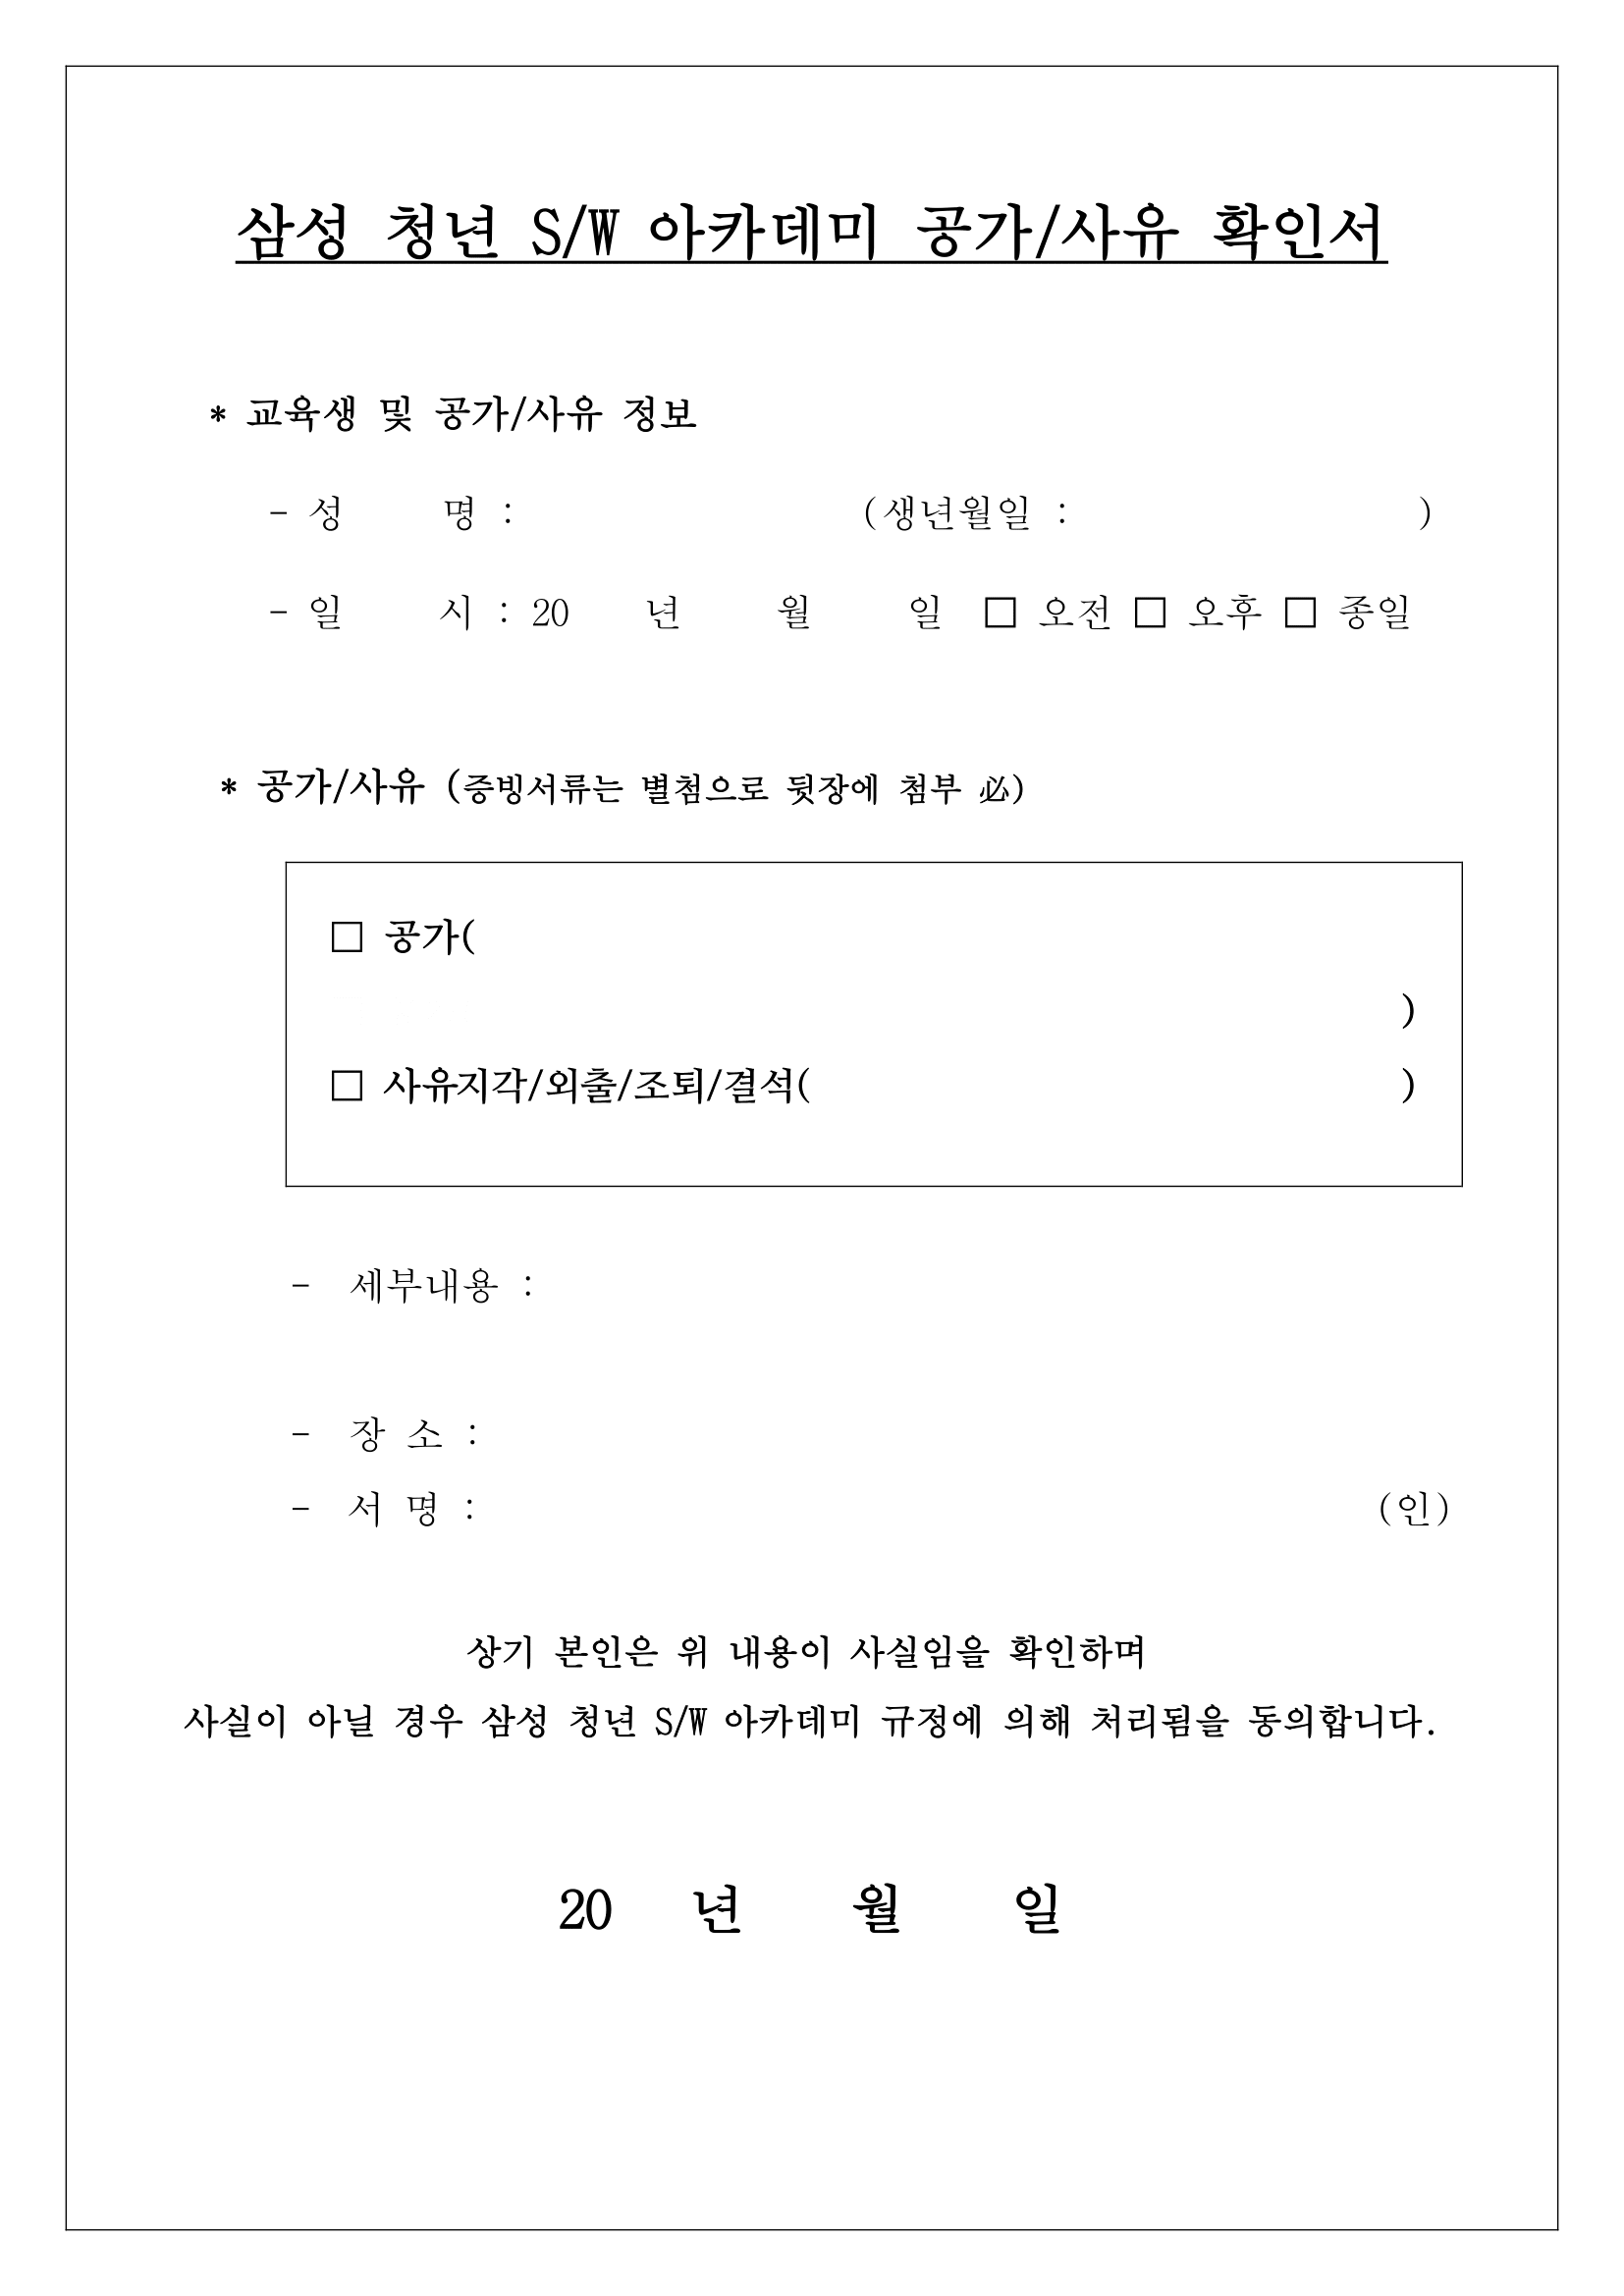 삼성 청년 S/W 아카데미 공가/사유 확인서
* 교육생 및 공가/사유 정보
- 성 명 : (생년월일 : )
- 일 시 : 20 년 월 일 □ 오전 □ 오후 □ 종일
* 공가/사유 (증빙서류는 별첨으로 뒷장에 첨부 必)
□ 공가(
)
□ 사유지각/외출/조퇴/결석( )
- 세부내용 :
- 장 소 :
- 서 명 : (인)
상기 본인은 위 내용이 사실임을 확인하며
사실이 아닐 경우 삼성 청년 S/W 아카데미 규정에 의해 처리됨을 동의합니다.
20 년 월 일